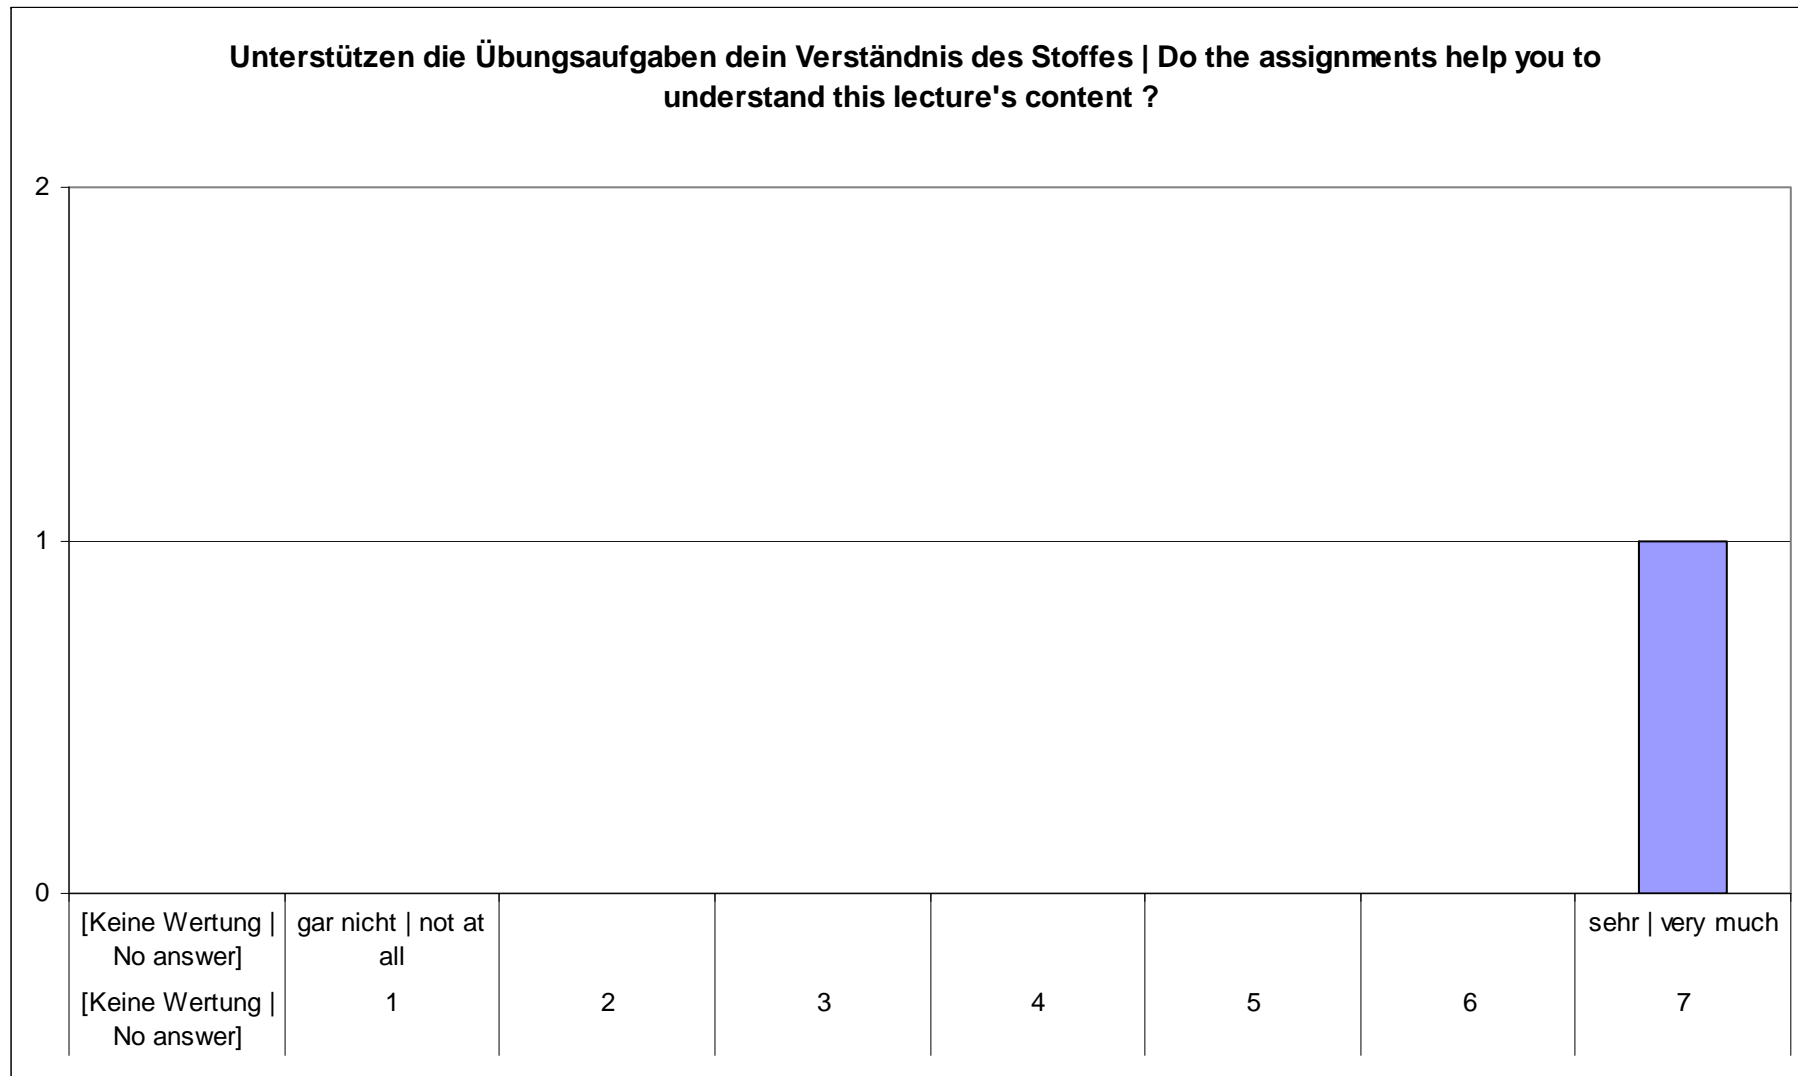 Unterstützen die Übungsaufgaben dein Verständnis des Stoffes | Do the assignments help you to
understand this lecture's content ?
2
1
0
[Keine Wertung |
No answer]
gar nicht | not at
all
sehr | very much
[Keine Wertung |
No answer]
1
2
3
4
5
6
7